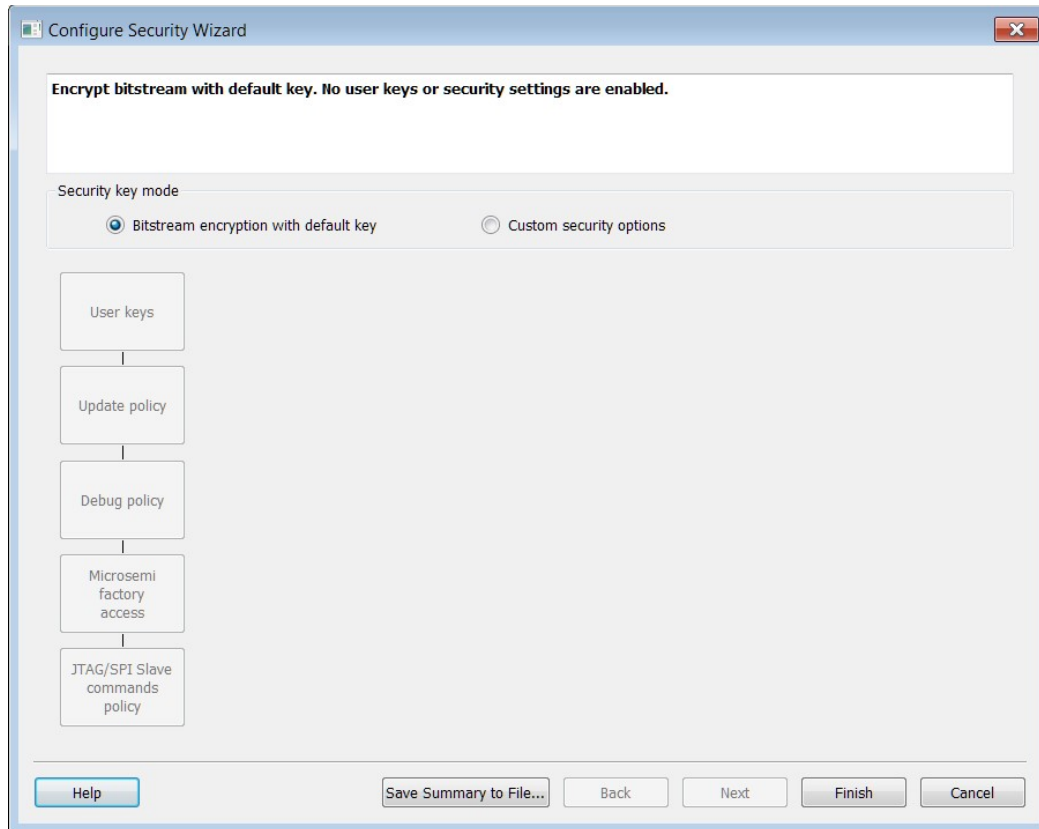 Configure Security Wizard
Encrypt bitstream with default key. No user keys or security settings are enabled.
Security key mode
Bitstream encryption with default key
Custom security options
User keys
Update policy
Debug policy
Microsemi
factory
access
JTAG/SPI Slave
commands
policy
Help
Save Summary to File...
Back
Next
Finish
Cancel